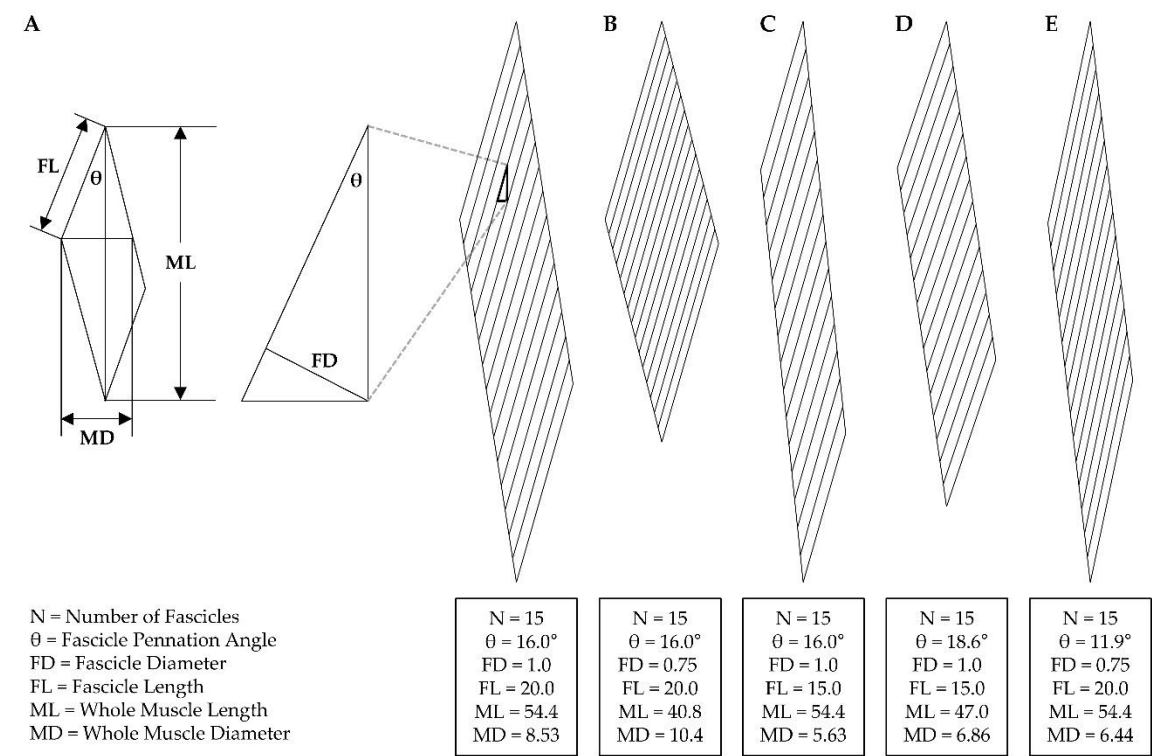 A
B
C
D
E
FL
θ
ML
MD
θ
FD
N = Number of Fascicles
θ = Fascicle Pennation Angle
FD = Fascicle Diameter
FL = Fascicle Length
ML = Whole Muscle Length
MD = Whole Muscle Diameter
N = 15
θ = 16.0°
FD = 1.0
FL = 20.0
ML = 54.4
MD = 8.53
N = 15
θ = 16.0°
FD = 0.75
FL = 20.0
ML = 40.8
MD = 10.4
N = 15
θ = 16.0°
FD = 1.0
FL = 15.0
ML = 54.4
MD = 5.63
N = 15
θ = 18.6°
FD = 1.0
FL = 15.0
ML = 47.0
MD = 6.86
N = 15
θ = 11.9°
FD = 0.75
FL = 20.0
ML = 54.4
MD = 6.44